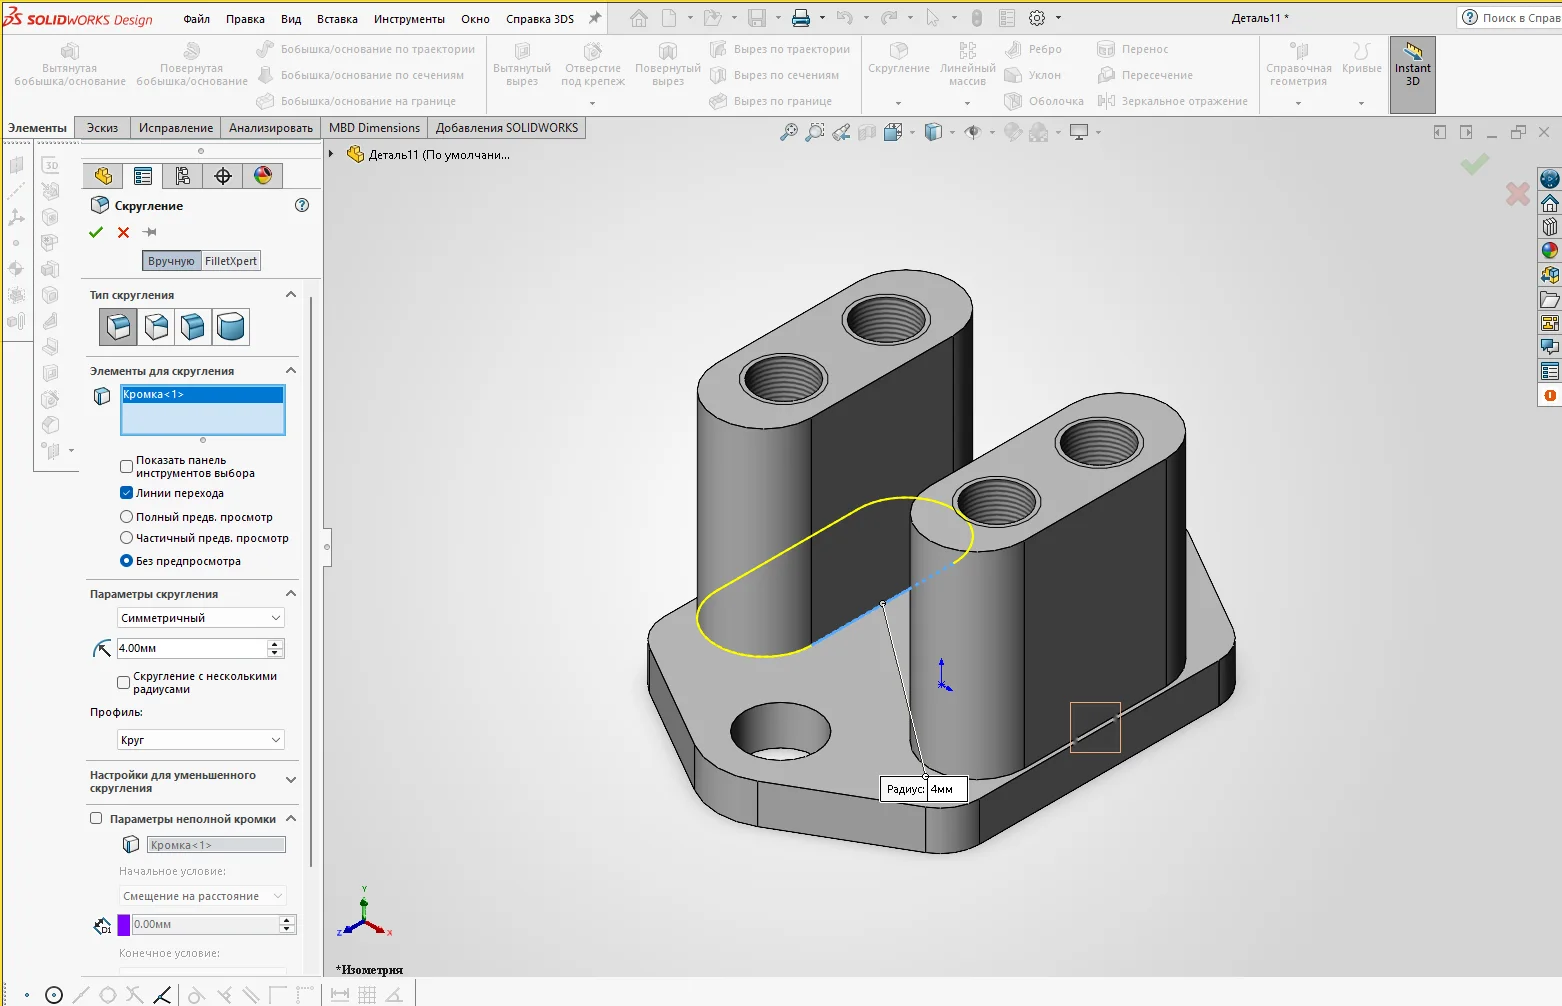 SOLIDWORKS Design
Файл Правка Вид Вставка Инструменты Окно Справка 3DS
Деталь11 *
Поиск в Справ
Вытянутая бобышка/основание
Повернутая бобышка/основание
Бобышка/основание по траектории
Бобышка/основание по сечениям
Бобышка/основание на границе
Вытянутый вырез
Отверстие под крепеж
Повернутый вырез
Вырез по траектории
Вырез по сечениям
Вырез по границе
Скругление
Линейный массив
Ребро
Уклон
Оболочка
Перенос
Пересечение
Зеркальное отражение
Справочная геометрия
Кривые
Instant 3D
Элементы Эскиз Исправление Анализировать MBD Dimensions Добавления SOLIDWORKS
Деталь11 (По умолчани...
Скругление
Вручную FilletXpert
Тип скругления
Элементы для скругления
Кромка<1>
Показать панель
инструментов выбора
Линии перехода
Полный предв. просмотр
Частичный предв. просмотр
Без предпросмотра
Параметры скругления
Симметричный
4.00мм
Скругление с несколькими
радиусами
Профиль:
Круг
Настройки для уменьшенного
скругления
Параметры неполной кромки
Кромка<1>
Начальное условие:
Смещение на расстояние
D1
0.00мм
Конечное условие:
Радиус: 4мм
Y
Z
X
*Изометрия
3D